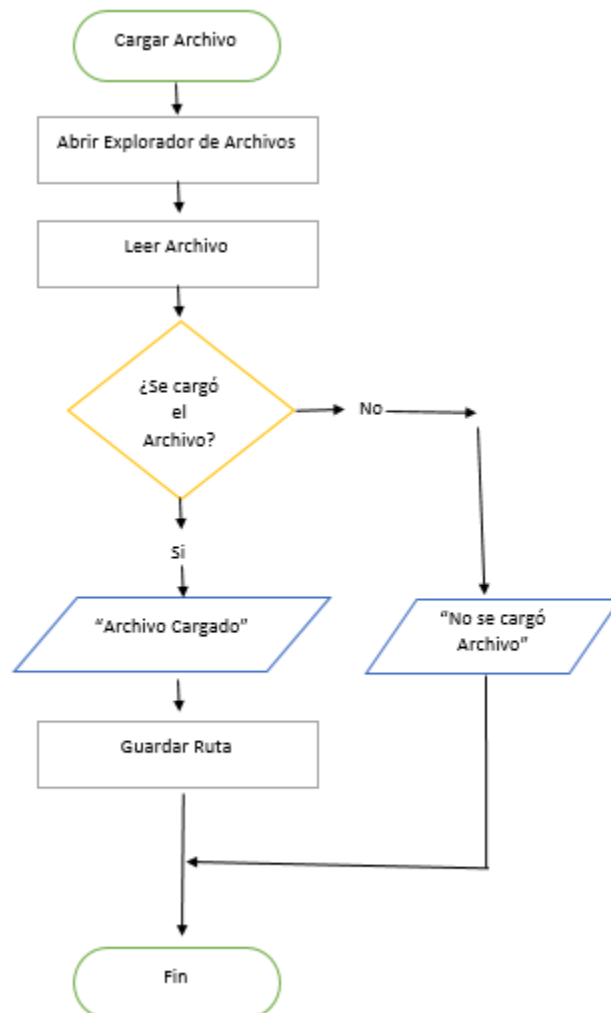 Cargar Archivo
Abrir Explorador de Archivos
Leer Archivo
¿Se cargó
el
Archivo?
No
Si
“Archivo Cargado”
“No se cargó
Archivo”
Guardar Ruta
Fin